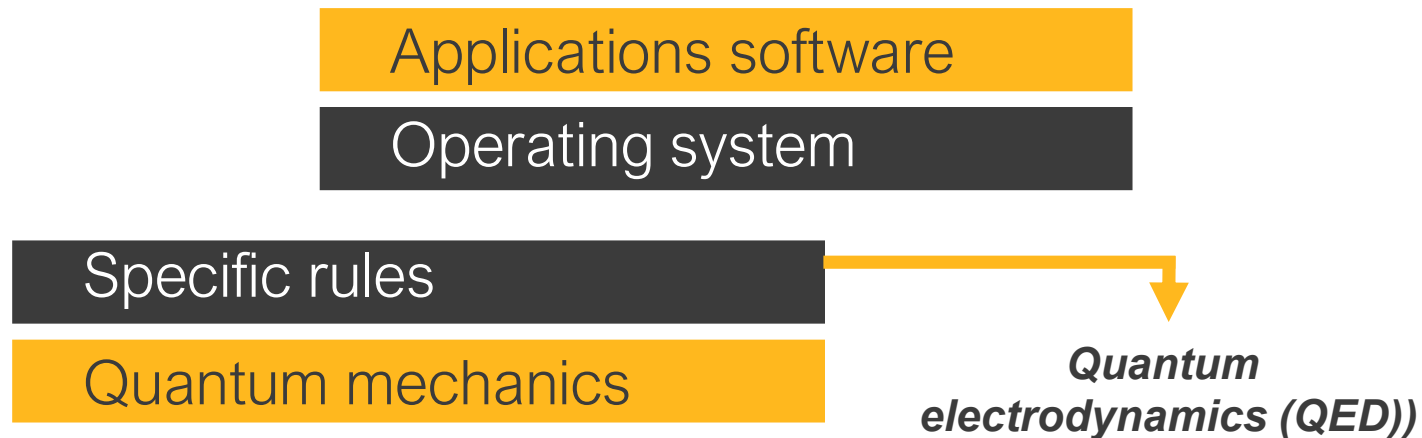 Applications software
Operating system
Specific rules
Quantum mechanics
Quantum
electrodynamics (QED))